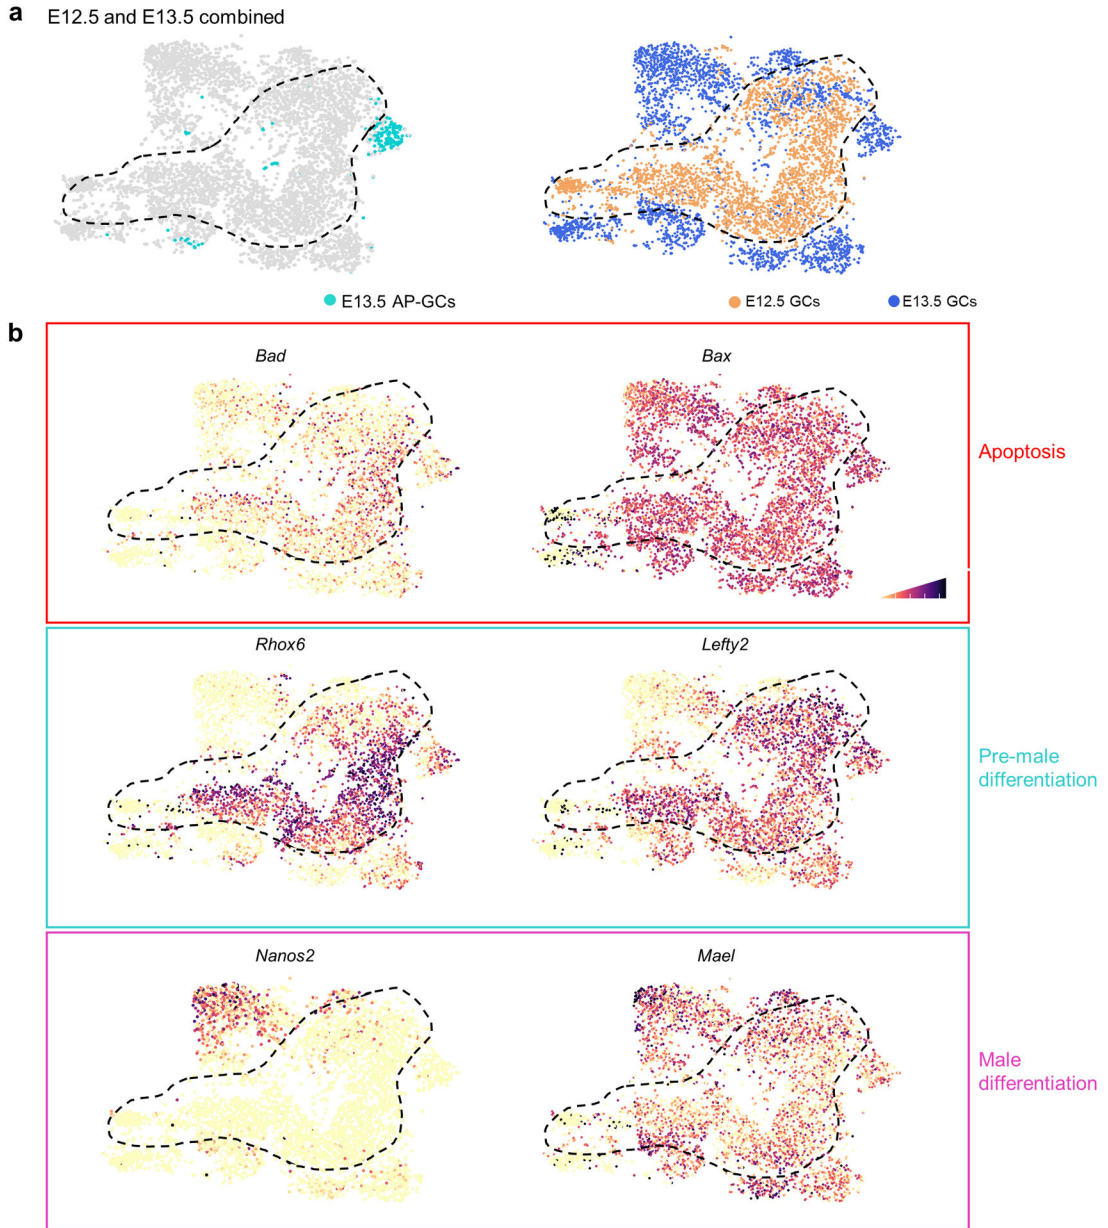 a
E12.5 and E13.5 combined
E13.5 AP-GCs
E12.5 GCs
E13.5 GCs
b
Bad
Bax
Apoptosis
Rhox6
Lefty2
Pre-male
differentiation
Nanos2
Mael
Male
differentiation